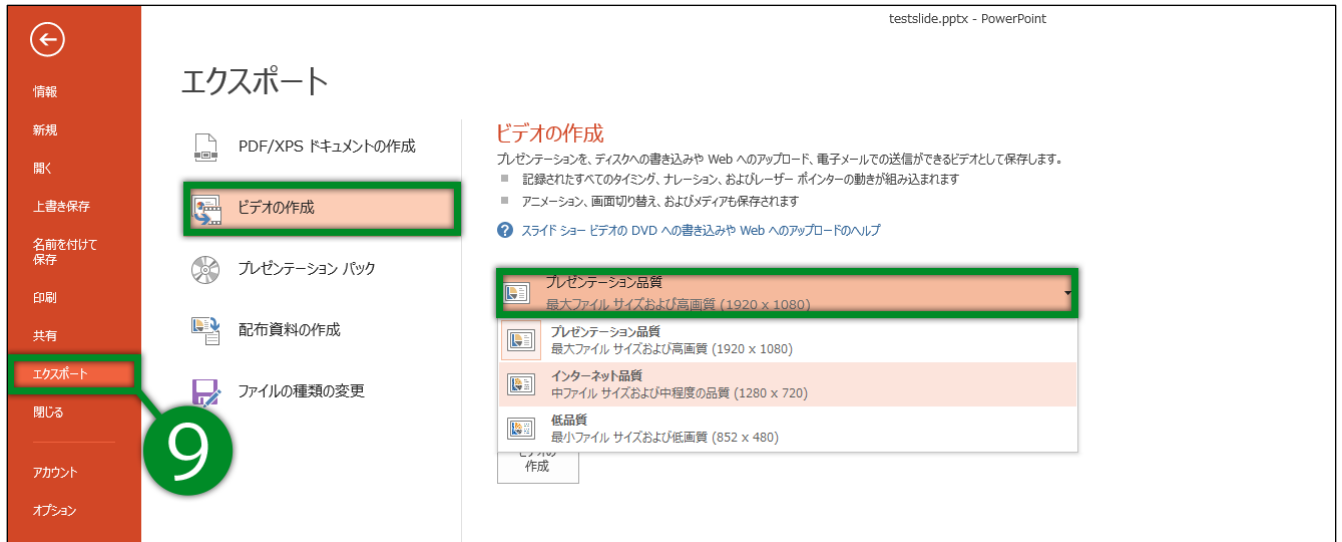 testslide.pptx - PowerPoint
情報
新規
開く
上書き保存
名前を付けて
保存
印刷
共有
エクスポート
閉じる
アカウント
オプション
9
エクスポート
PDF/XPS ドキュメントの作成
ビデオの作成
プレゼンテーション パック
配布資料の作成
ファイルの種類の変更
ビデオの作成
プレゼンテーションを、ディスクへの書き込みや Web へのアップロード、電子メールでの送信ができるビデオとして保存します。
記録されたすべてのタイミング、ナレーション、およびレーザー ポインターの動きが組み込まれます
アニメーション、画面切り替え、およびメディアも保存されます
スライド ショー ビデオの DVD への書き込みや Web へのアップロードのヘルプ
プレゼンテーション品質
最大ファイル サイズおよび高画質 (1920 x 1080)
プレゼンテーション品質
最大ファイル サイズおよび高画質 (1920 x 1080)
インターネット品質
中ファイル サイズおよび中程度の品質 (1280 x 720)
低品質
最小ファイル サイズおよび低画質 (852 x 480)
ビデオの
作成